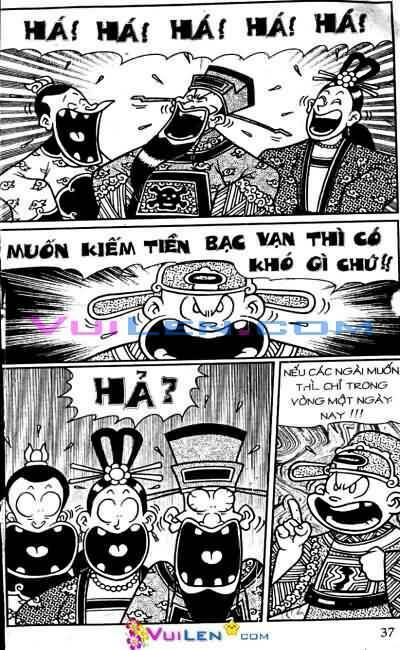 HÁ! HÁ! HÁ! HÁ! HÁ!
MUỐN KIẾM TIỀN BẠC VẠN THÌ CÓ
KHÓ GÌ CHỨ!!
VUILEN.COM
HẢ?
NẾU CÁC NGÀI MUỐN
THÌ... CHỈ TRONG
VÒNG MỘT NGÀY
NAY !!!
37
VUILEN.COM